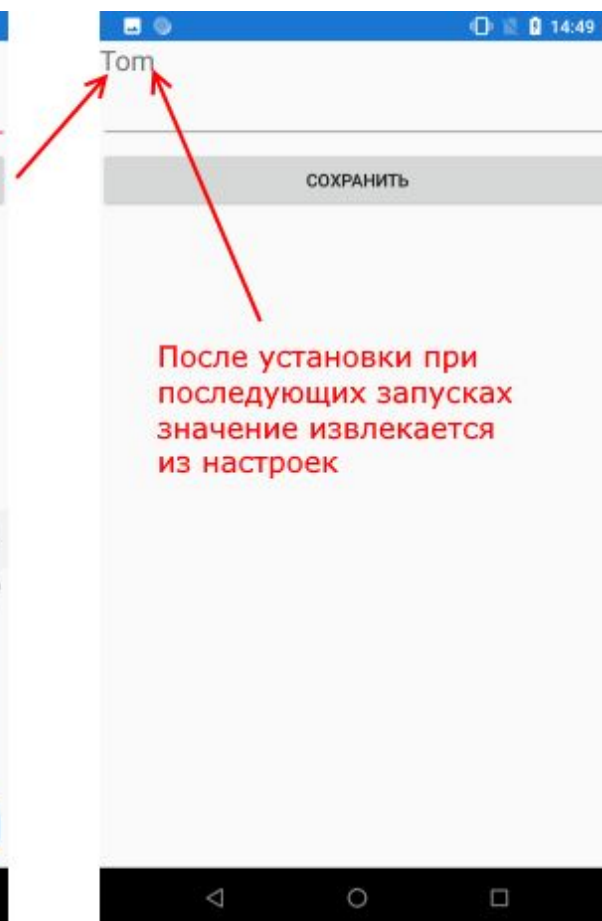 14:49
Tom
СОХРАНИТЬ
После установки при
последующих запусках
значение извлекается
из настроек